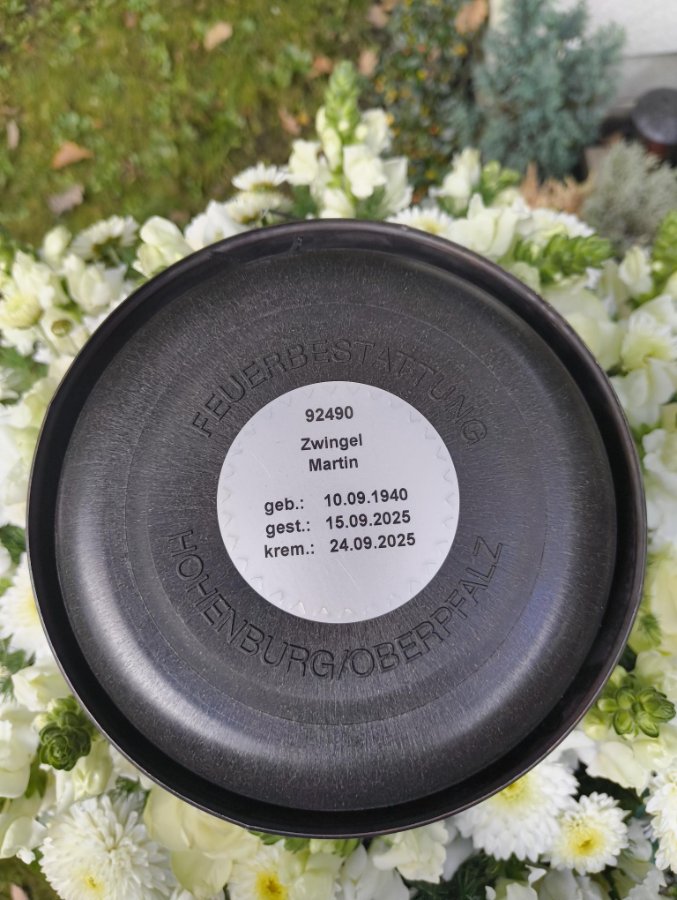 FEUERBESTATTUNG
92490
Zwingel
Martin
geb.: 10.09.1940
gest.: 15.09.2025
krem.: 24.09.2025
HOHENBURG/OBERPFALZ